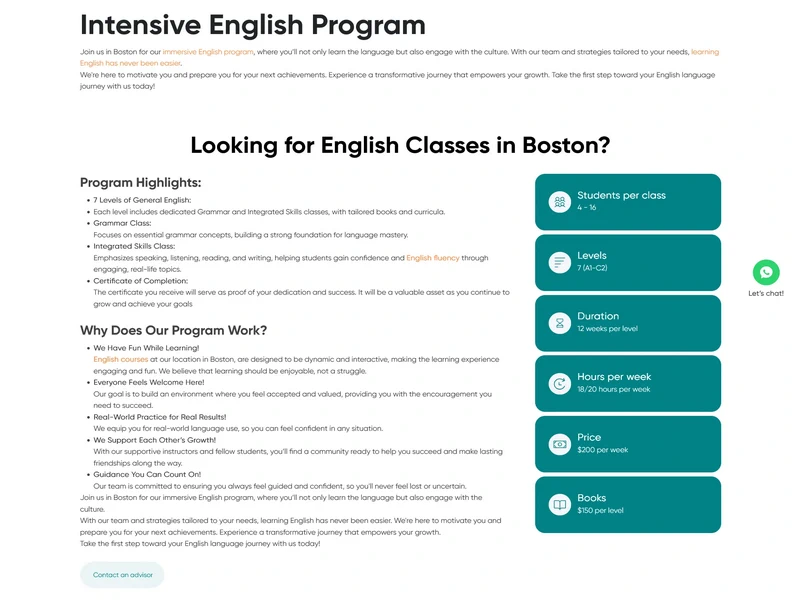 Intensive English Program
Join us in Boston for our immersive English program, where you'll not only learn the language but also engage with the culture. With our team and strategies tailored to your needs, learning
English has never been easier.
We're here to motivate you and prepare you for your next achievements. Experience a transformative journey that empowers your growth. Take the first step toward your English language
journey with us today!
Looking for English Classes in Boston?
Program Highlights:
• 7 Levels of General English:
• Each level includes dedicated Grammar and Integrated Skills classes, with tailored books and curricula.
• Grammar Class:
Focuses on essential grammar concepts, building a strong foundation for language mastery.
• Integrated Skills Class:
Emphasizes speaking, listening, reading, and writing, helping students gain confidence and English fluency through
engaging, real-life topics.
• Certificate of Completion:
The certificate you receive will serve as proof of your dedication and success. It will be a valuable asset as you continue to
grow and achieve your goals
Why Does Our Program Work?
• We Have Fun While Learning!
English courses at our location in Boston, are designed to be dynamic and interactive, making the learning experience
engaging and fun. We believe that learning should be enjoyable, not a struggle.
• Everyone Feels Welcome Here!
Our goal is to build an environment where you feel accepted and valued, providing you with the encouragement you
need to succeed.
• Real-World Practice for Real Results!
We equip you for real-world language use, so you can feel confident in any situation.
• We Support Each Other's Growth!
With our supportive instructors and fellow students, you'll find a community ready to help you succeed and make lasting
friendships along the way.
• Guidance You Can Count On!
Our team is committed to ensuring you always feel guided and confident, so you'll never feel lost or uncertain.
Join us in Boston for our immersive English program, where you'll not only learn the language but also engage with the
culture.
With our team and strategies tailored to your needs, learning English has never been easier. We're here to motivate you and
prepare you for your next achievements. Experience a transformative journey that empowers your growth.
Take the first step toward your English language journey with us today!
Contact an advisor
Students per class
4 - 16
Levels
7 (A1-C2)
Duration
12 weeks per level
Hours per week
18/20 hours per week
Price
$200 per week
Books
$150 per level
Let's chat!